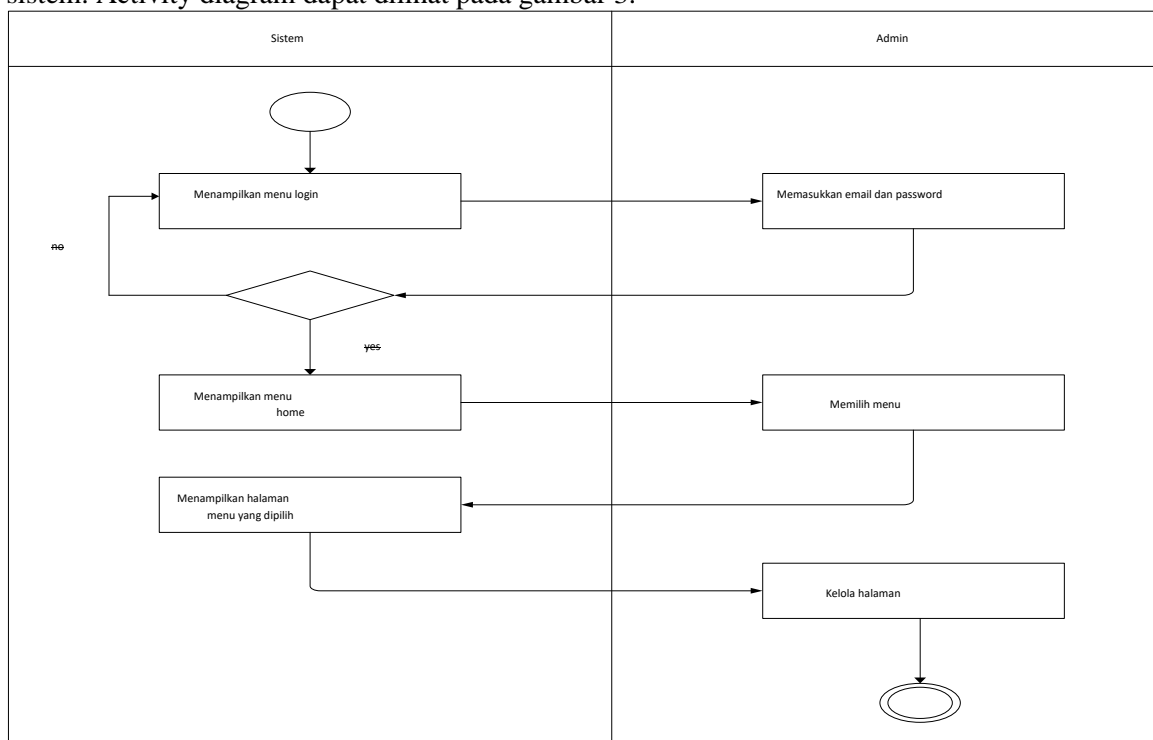 sistem. Activity diagram dapat dilihat pada gambar 3.
Sistem
Admin
Menampilkan menu login
Memasukkan email dan password
no
yes
Menampilkan menu
home
Memilih menu
Menampilkan halaman
menu yang dipilih
Kelola halaman